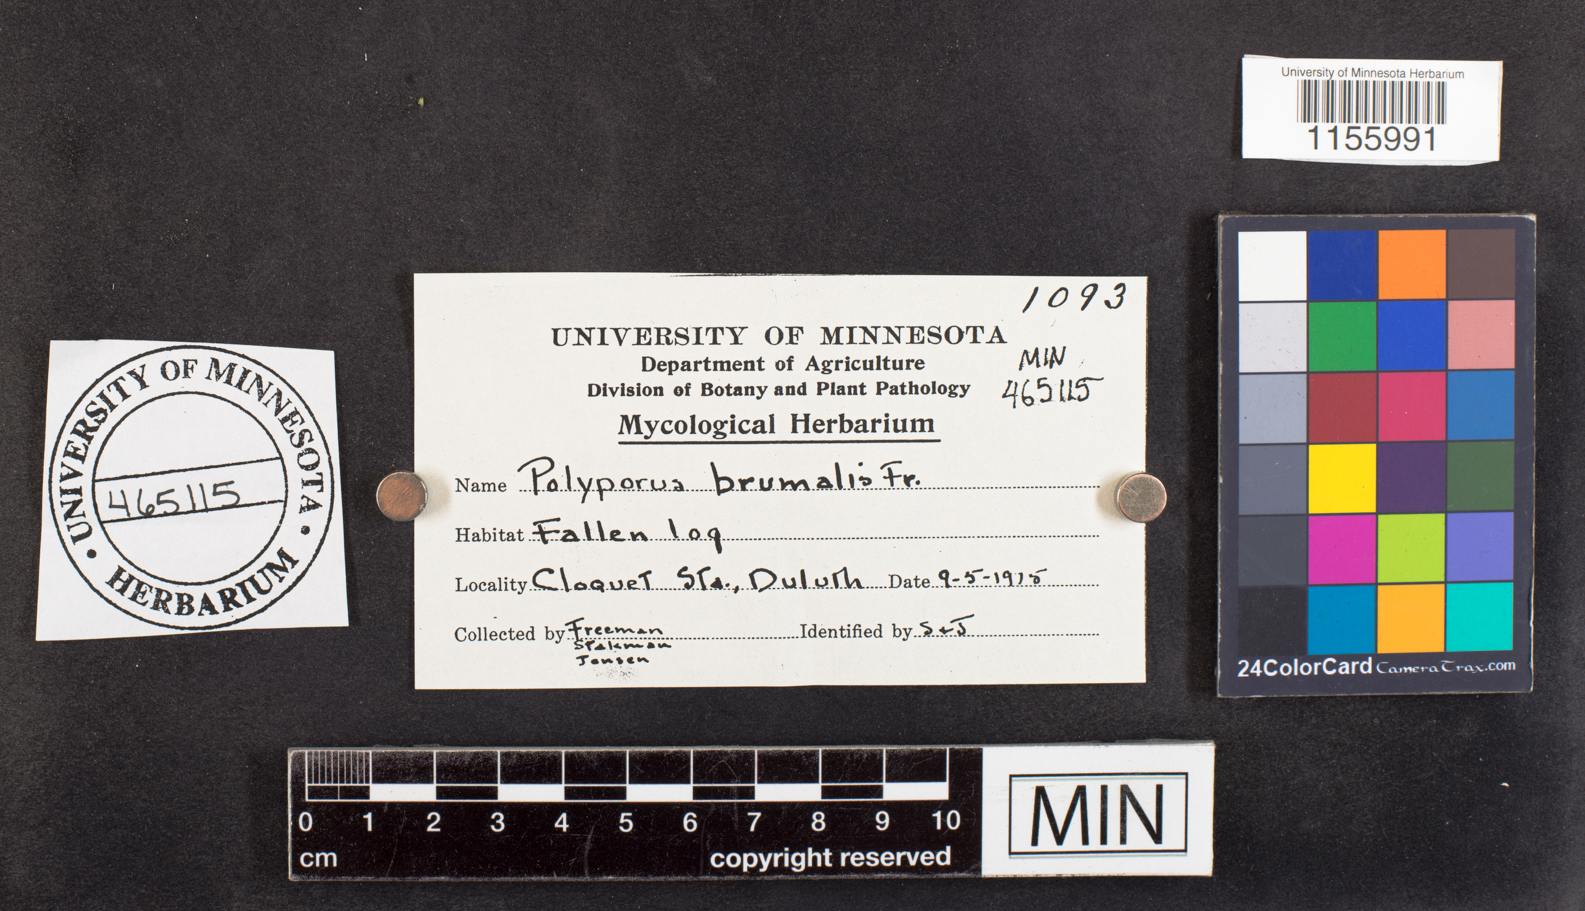 University of Minnesota Herbarium
1155991
1093
UNIVERSITY OF MINNESOTA
Department of Agriculture
Division of Botany and Plant Pathology
MIN
465115
Mycological Herbarium
Name Polyporus brumalis Fr.
Habitat Fallen log
Locality Cloquet Sta., Duluth Date 9-5-1915
Collected by Freeman Identified by S & J
Stakman
Jensen
UNIVERSITY OF MINNESOTA
465115
HERBARIUM
24ColorCard CameraTrax.com
0 1 2 3 4 5 6 7 8 9 10
cm copyright reserved
MIN